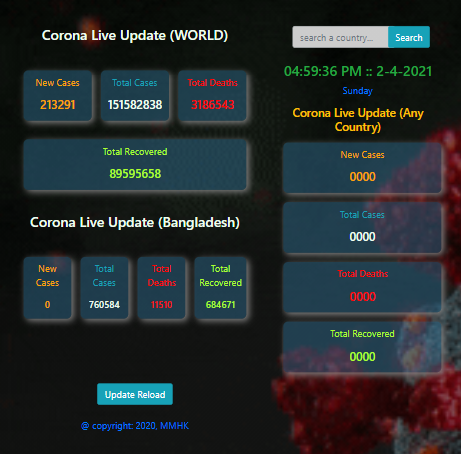 Corona Live Update (WORLD)
New Cases
213291
Total Cases
151582838
Total Deaths
3186543
Total Recovered
89595658
Corona Live Update (Bangladesh)
New
Cases
0
Total
Cases
760584
Total
Deaths
11510
Total
Recovered
684671
Update Reload
@ copyright: 2020, MMHK
search a country...
Search
04:59:36 PM :: 2-4-2021
Sunday
Corona Live Update (Any
Country)
New Cases
0000
Total Cases
0000
Total Deaths
0000
Total Recovered
0000